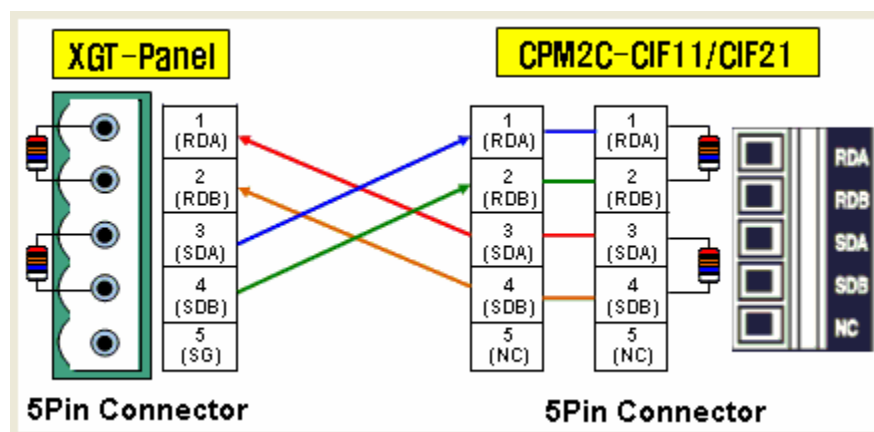 XGT-Panel
CPM2C-CIF11/CIF21
1
(RDA)
2
(RDB)
3
(SDA)
4
(SDB)
5
(SG)
1
(RDA)
2
(RDB)
3
(SDA)
4
(SDB)
5
(NC)
1
(RDA)
2
(RDB)
3
(SDA)
4
(SDB)
5
(NC)
RDA
RDB
SDA
SDB
NC
5Pin Connector
5Pin Connector